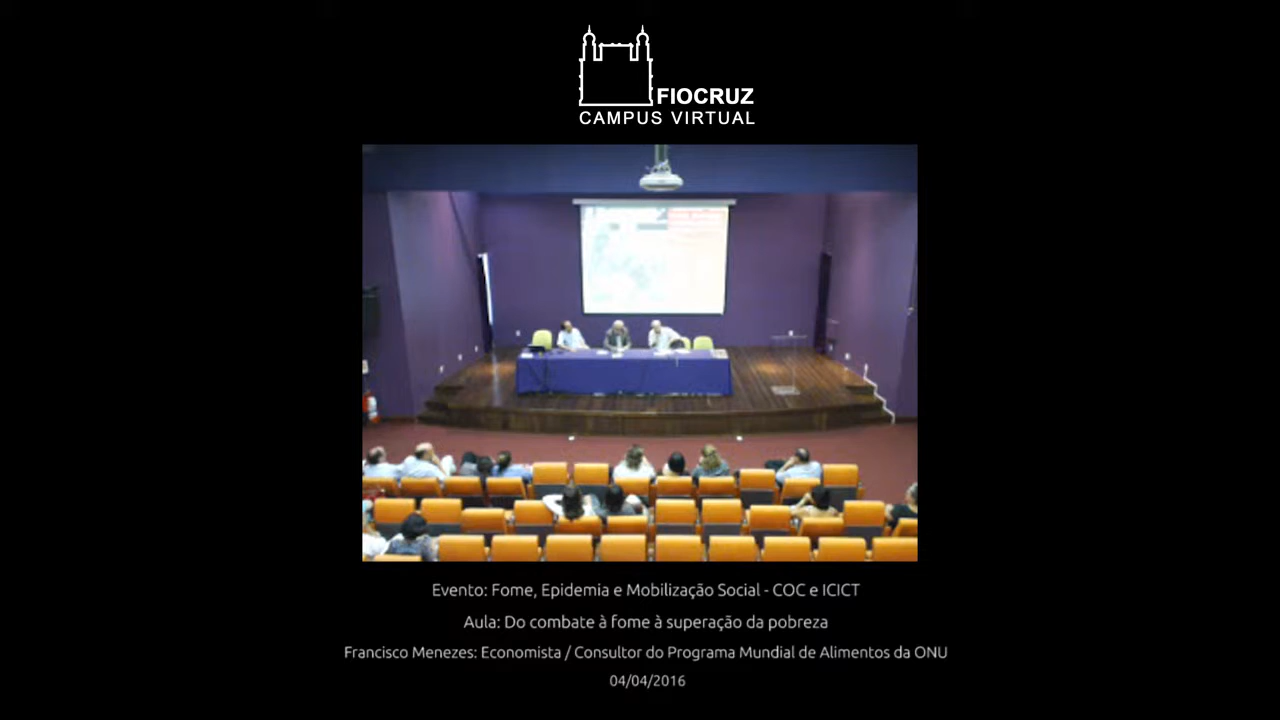 FIOCRUZ
CAMPUS VIRTUAL
Evento: Fome, Epidemia e Mobilização Social - COC e ICICT
Aula: Do combate à fome à superação da pobreza
Francisco Menezes: Economista / Consultor do Programa Mundial de Alimentos da ONU
04/04/2016